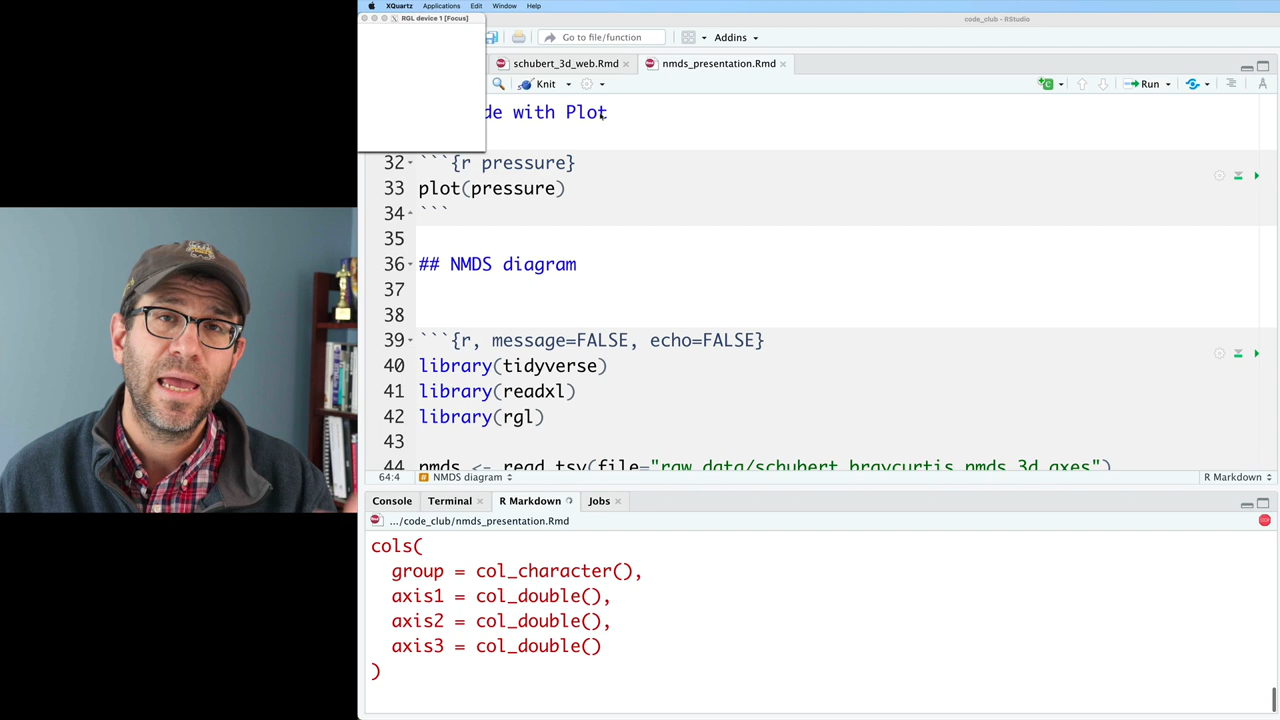 XQuartz Applications Edit Window Help
RGL device 1 [Focus]
code_club - RStudio
Go to file/function
Addins
schubert_3d_web.Rmd
nmds_presentation.Rmd
Knit
Run
de with Plot
32 ```{r pressure}
33 plot(pressure)
34 ```
35
36 ## NMDS diagram
37
38
39 ```{r, message=FALSE, echo=FALSE}
40 library(tidyverse)
41 library(readxl)
42 library(rgl)
43
44 nmds <- read_tsv(file="raw_data/schubert_braycurtis_nmds_3d_axes")
64:4 NMDS diagram R Markdown
Console Terminal R Markdown Jobs
.../code_club/nmds_presentation.Rmd
cols(
group = col_character(),
axis1 = col_double(),
axis2 = col_double(),
axis3 = col_double()
)